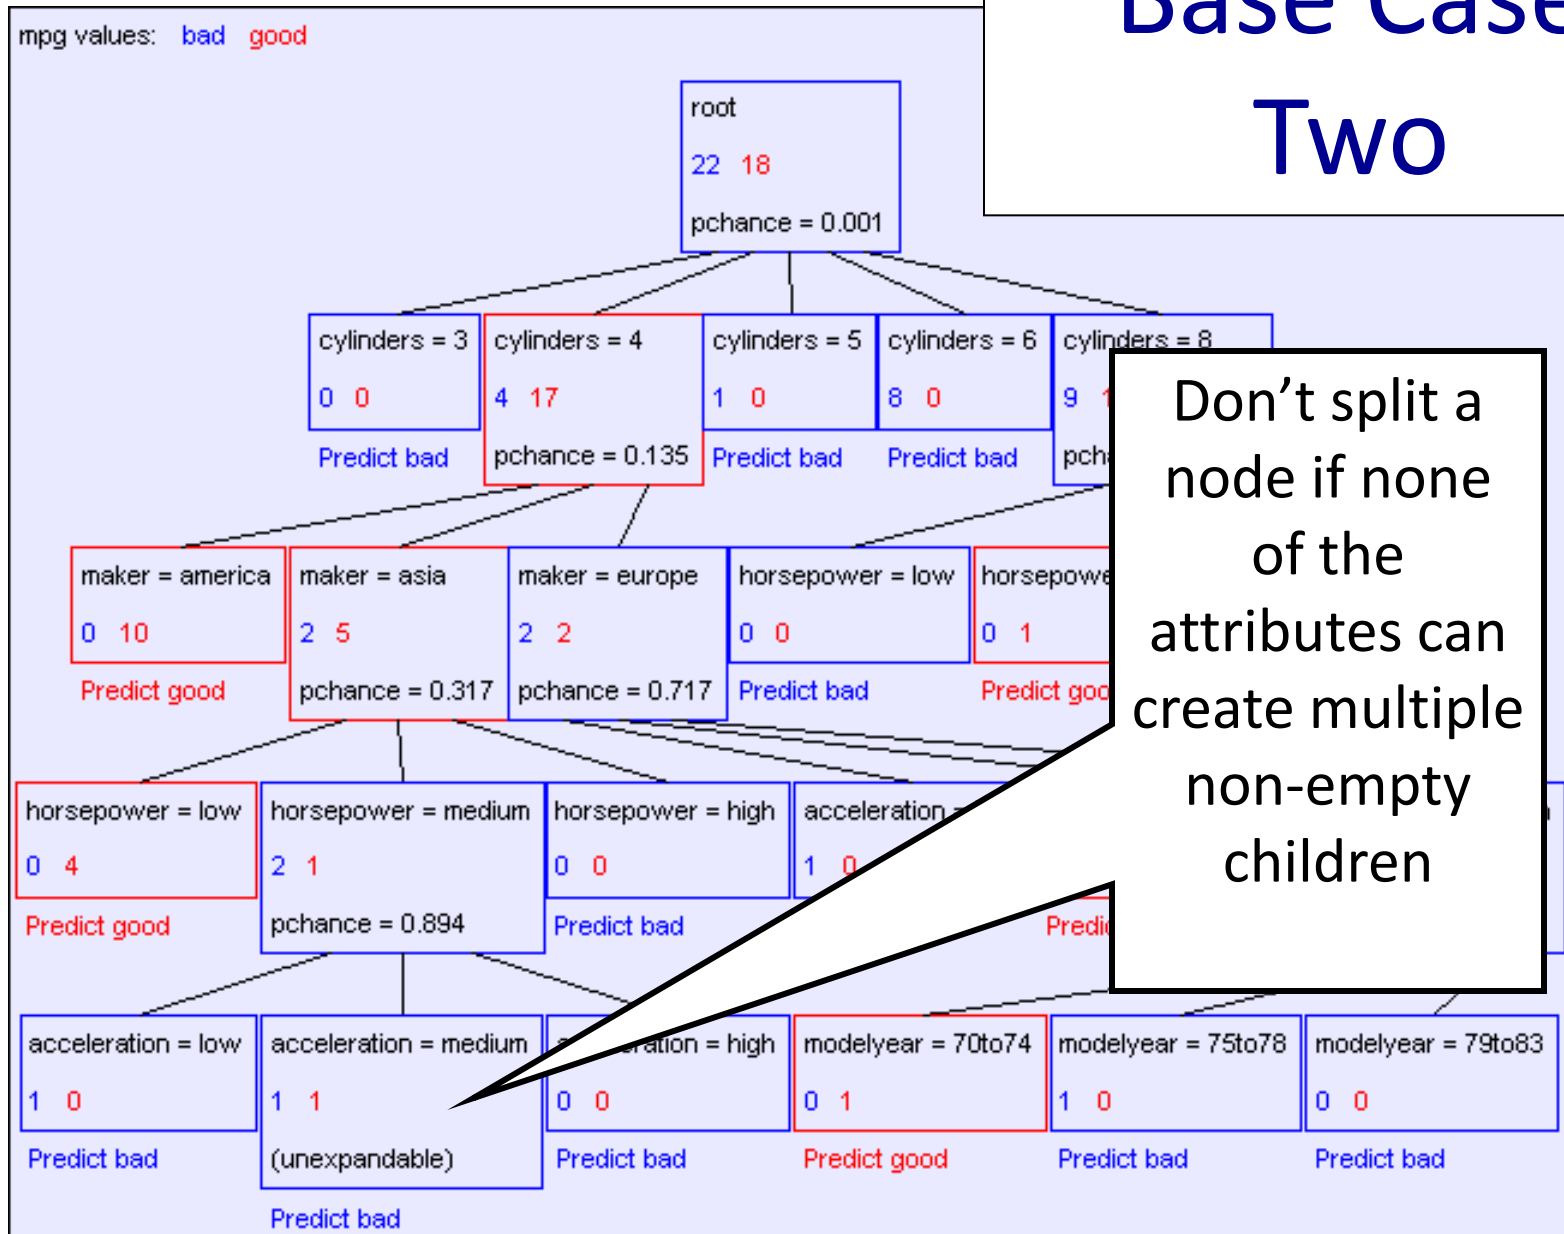 Base Case
Two
mpg values: bad good
root
22 18
pchance = 0.001
cylinders = 3
0 0
Predict bad
cylinders = 4
4 17
pchance = 0.135
cylinders = 5
1 0
Predict bad
cylinders = 6
8 0
Predict bad
cylinders = 8
9 1
Don’t split a
node if none
of the
attributes can
create multiple
non-empty
children
maker = america
0 10
Predict good
maker = asia
2 5
pchance = 0.317
maker = europe
2 2
pchance = 0.717
horsepower = low
0 0
Predict bad
0 1
horsepower = low
0 4
Predict good
horsepower = medium
2 1
pchance = 0.894
horsepower = high
0 0
Predict bad
acceleration =
1 0
acceleration = low
1 0
Predict bad
acceleration = medium
1 1
(unexpandable)
Predict bad
acceleration = high
0 0
Predict bad
modelyear = 70to74
0 1
Predict good
modelyear = 75to78
1 0
Predict bad
modelyear = 79to83
0 0
Predict bad